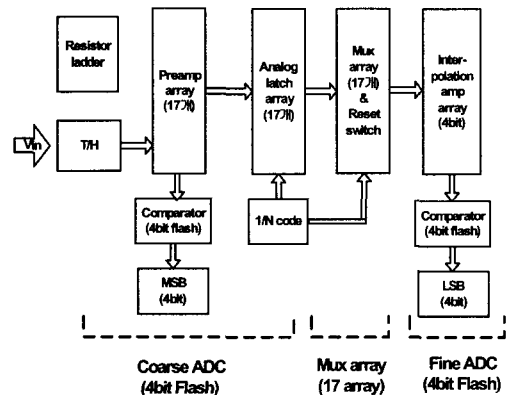 Resistor
ladder
Preamp
array
(17개)
Analog
latch
array
(17개)
Mux
array
(17개)
&
Reset
switch
Inter-
polation
amp
array
(4bit)
Vin
T/H
Comparator
(4bit flash)
1/N code
Comparator
(4bit flash)
MSB
(4bit)
LSB
(4bit)
Coarse ADC
(4bit Flash)
Mux array
(17 array)
Fine ADC
(4bit Flash)